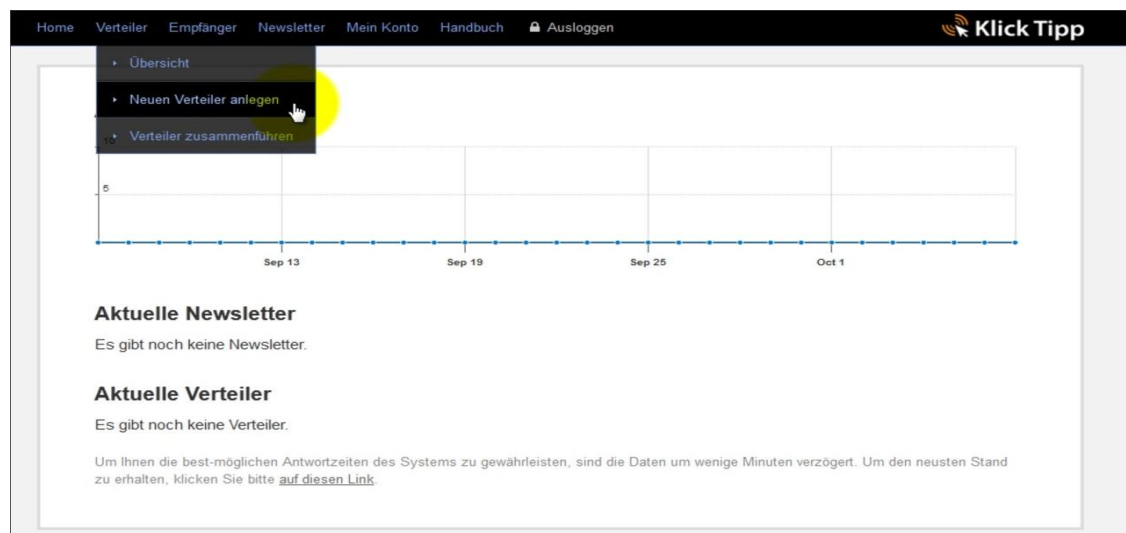 Home Verteiler Empfänger Newsletter Mein Konto Handbuch Ausloggen Klick Tipp
Übersicht
Neuen Verteiler anlegen
Verteiler zusammenführen
10
5
Sep 13 Sep 19 Sep 25 Oct 1
Aktuelle Newsletter
Es gibt noch keine Newsletter.
Aktuelle Verteiler
Es gibt noch keine Verteiler.
Um Ihnen die best-möglichen Antwortzeiten des Systems zu gewährleisten, sind die Daten um wenige Minuten verzögert. Um den neusten Stand
zu erhalten, klicken Sie bitte auf diesen Link.